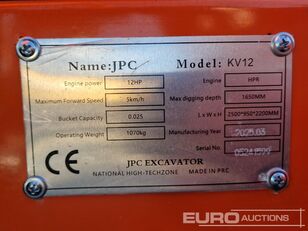 Name: JPC Model: KV12
Engine power 12HP Engine HPR
Maximum Forward Speed 5km/h Max digging depth 1650MM
Bucket Capacity 0.025 L x W x H 2500*950*2200MM
Operating Weight 1070kg Manufacturing Year 2025.03
Serial No.
CE JPC EXCAVATOR
NATIONAL HIGH-TECHZONE MADE IN PRC
EURO AUCTIONS